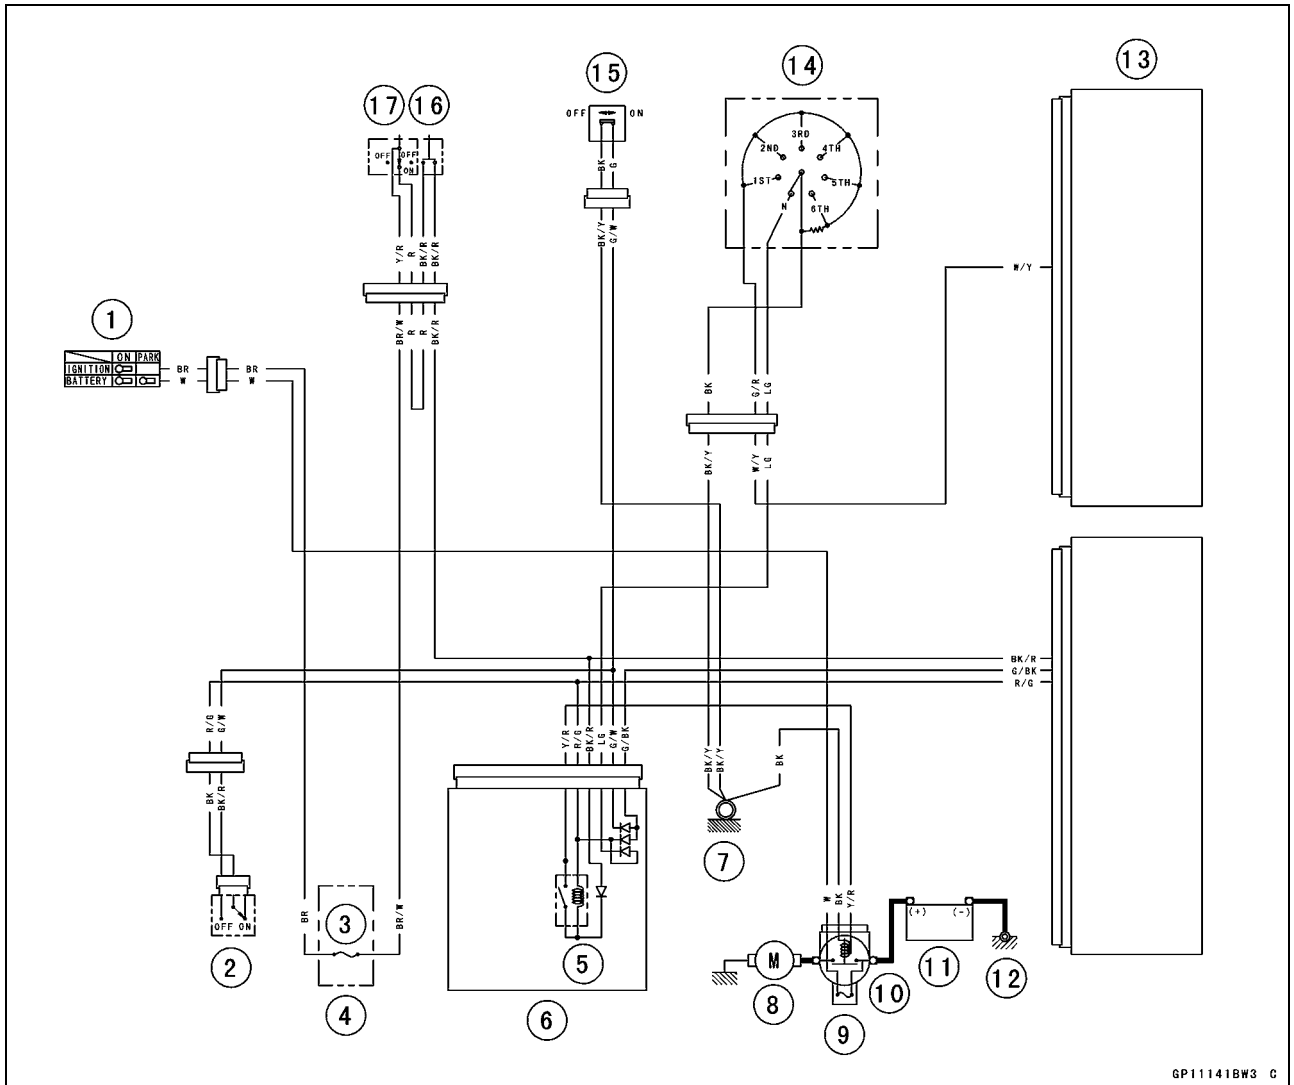 17
16
15
14
13
OFF
ON
OFF
OFF
ON
3RD
2ND
4TH
1ST
5TH
N
6TH
BK
G
BK/Y
G/W
Y/R
R
BK/R
BK/R
BR/W
R
R
BK/R
W/Y
1
ON PARK
IGNITION
BATTERY
BR
W
BR
W
BK
G/R
LG
BK/Y
W/Y
LG
BK/R
G/BK
R/G
R/G
G/W
BK
BK/R
Y/R
R/G
BK/R
LG
G/W
G/BK
BK/Y
BK/Y
BK
7
BR
BR/W
W
BK
Y/R
OFF ON
2
3
4
5
6
M
8
9
10
(+) (-)
11
12
GP11141BW3 C